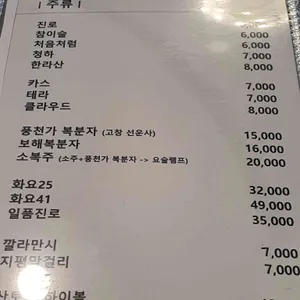 | 주류 |
진로
참이슬 6,000
처음처럼 6,000
청하 7,000
한라산 8,000
카스 7,000
테라 7,000
클라우드 8,000
풍천가 복분자 (고창 선운사) 15,000
보해복분자 16,000
소복주 (소주+풍천가 복분자 -> 요술램프) 20,000
화요25 32,000
화요41 49,000
일품진로 35,000
깔라만시 7,000
지평막걸리 7,000